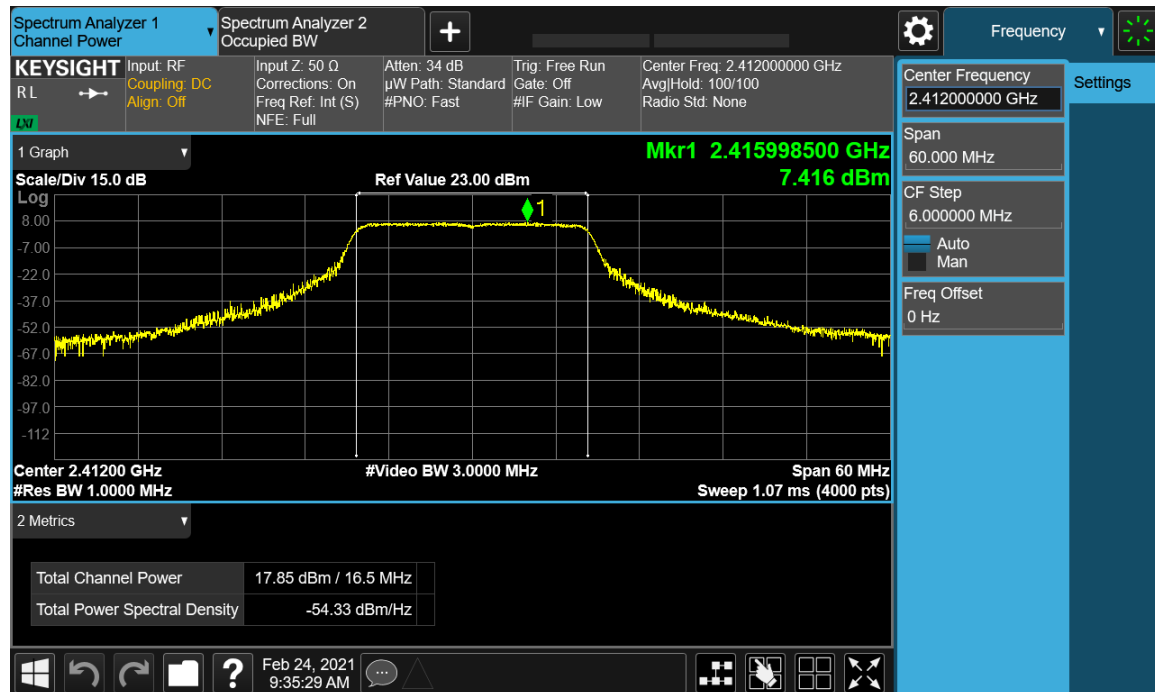 Spectrum Analyzer 1
Channel Power
Spectrum Analyzer 2
Occupied BW
Frequency
KEYSIGHT
R L
LXI
Input: RF
Coupling: DC
Align: Off
Input Z: 50 Ω
Corrections: On
Freq Ref: Int (S)
NFE: Full
Atten: 34 dB
µW Path: Standard
#PNO: Fast
Trig: Free Run
Gate: Off
#IF Gain: Low
Center Freq: 2.412000000 GHz
Avg|Hold: 100/100
Radio Std: None
Center Frequency
2.412000000 GHz
Settings
Span
60.000 MHz
CF Step
6.000000 MHz
Auto
Man
Freq Offset
0 Hz
1 Graph
Mkr1 2.415998500 GHz
7.416 dBm
Scale/Div 15.0 dB
Ref Value 23.00 dBm
Log
1
8.00
-7.00
-22.0
-37.0
-52.0
-67.0
-82.0
-97.0
-112
Center 2.41200 GHz
#Video BW 3.0000 MHz
Span 60 MHz
#Res BW 1.0000 MHz
Sweep 1.07 ms (4000 pts)
2 Metrics
Total Channel Power 17.85 dBm / 16.5 MHz
Total Power Spectral Density -54.33 dBm/Hz
?
Feb 24, 2021
9:35:29 AM